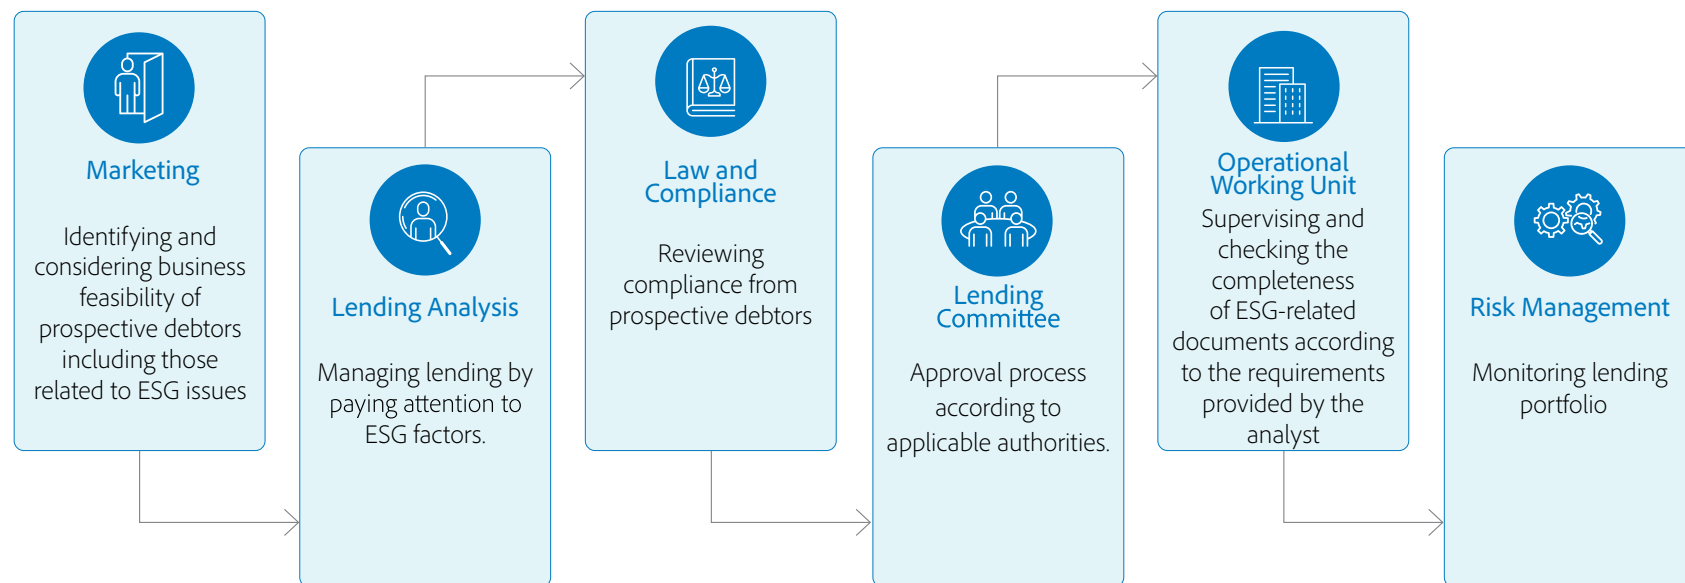 Marketing
Identifying and
considering business
feasibility of
prospective debtors
including those
related to ESG issues
Lending Analysis
Managing lending by
paying attention to
ESG factors.
Law and
Compliance
Reviewing
compliance from
prospective debtors
Lending
Committee
Approval process
according to
applicable authorities.
Operational
Working Unit
Supervising and
checking the
completeness
of ESG-related
documents according
to the requirements
provided by the
analyst
Risk Management
Monitoring lending
portfolio